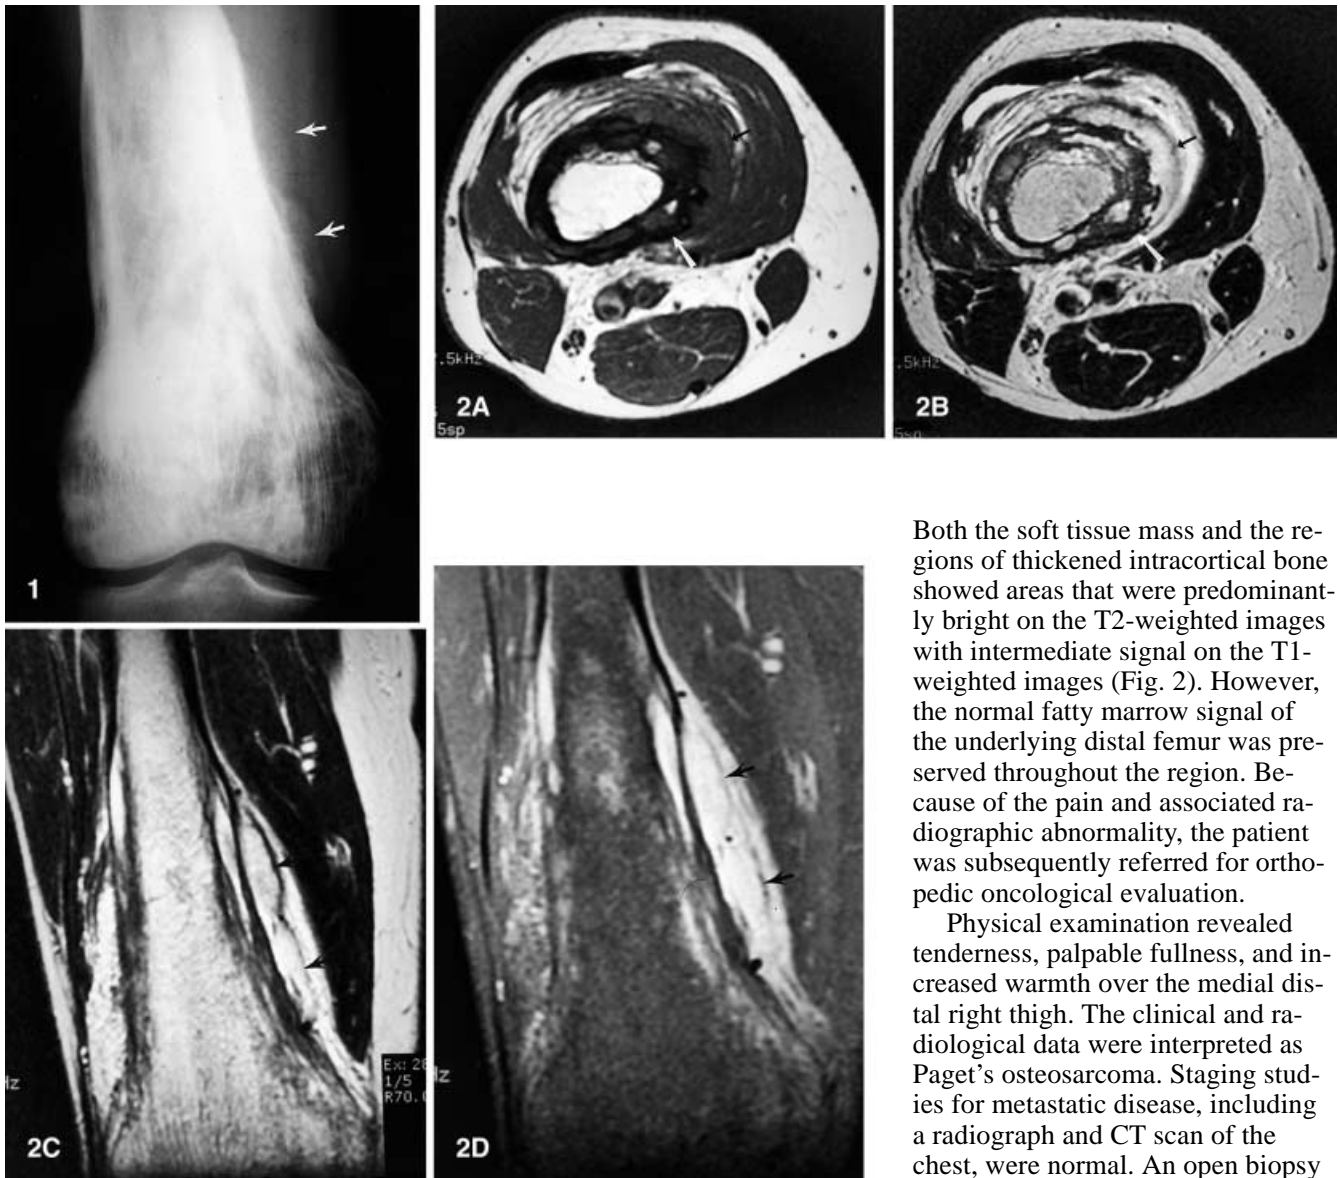 1
2A
.5kHz
5sp
2B
.5kHz
5sp
2C
Hz
Ex: 28
1/5
R70.0
2D
Hz
Both the soft tissue mass and the re-
gions of thickened intracortical bone
showed areas that were predominant-
ly bright on the T2-weighted images
with intermediate signal on the T1-
weighted images (Fig. 2). However,
the normal fatty marrow signal of
the underlying distal femur was pre-
served throughout the region. Be-
cause of the pain and associated ra-
diographic abnormality, the patient
was subsequently referred for ortho-
pedic oncological evaluation.
Physical examination revealed
tenderness, palpable fullness, and in-
creased warmth over the medial dis-
tal right thigh. The clinical and ra-
diological data were interpreted as
Paget's osteosarcoma. Staging stud-
ies for metastatic disease, including
a radiograph and CT scan of the
chest, were normal. An open biopsy